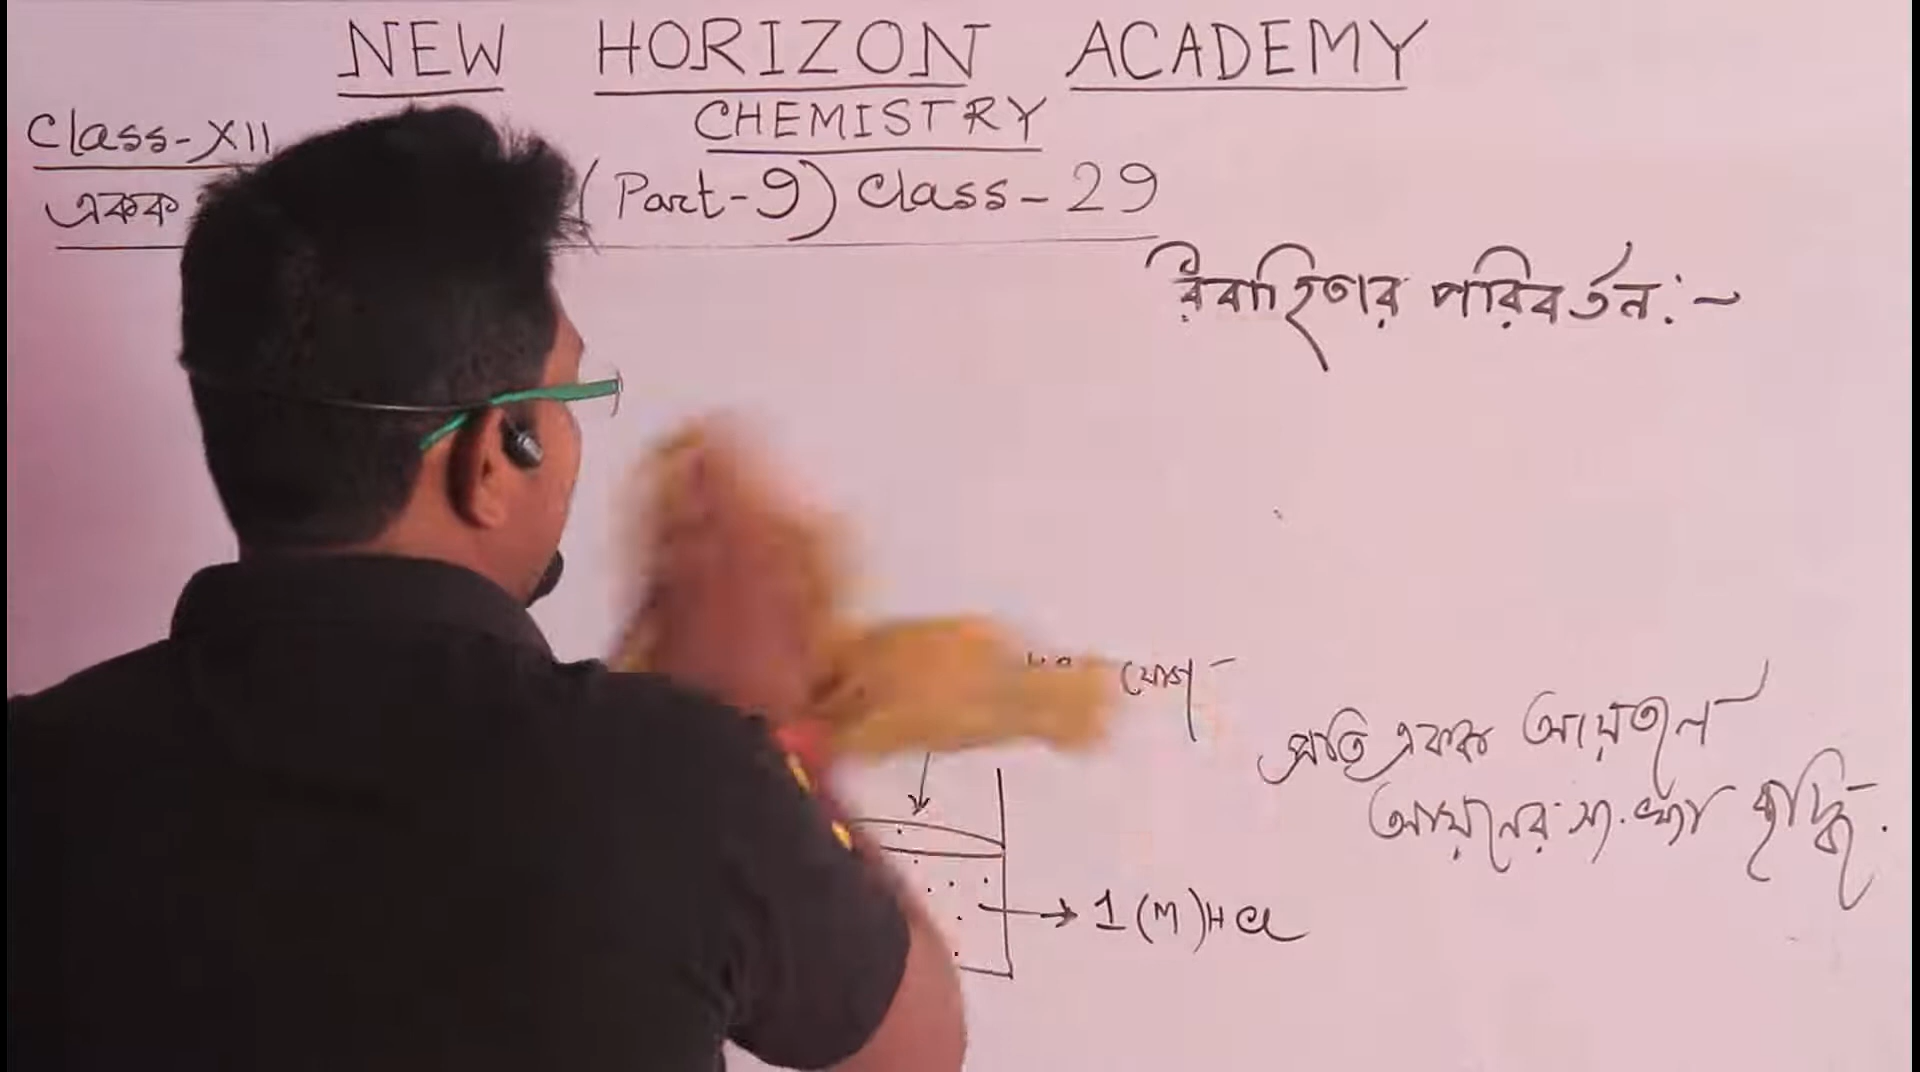 NEW HORIZON ACADEMY
CHEMISTRY
Class-XII
একক (Part-9) Class-29
রিবাহিতার পরিবর্তন:-
যোগ
প্রতি একক আয়তনে
আয়নের সংখ্যা বৃদ্ধি.
→ 1(M)HCl